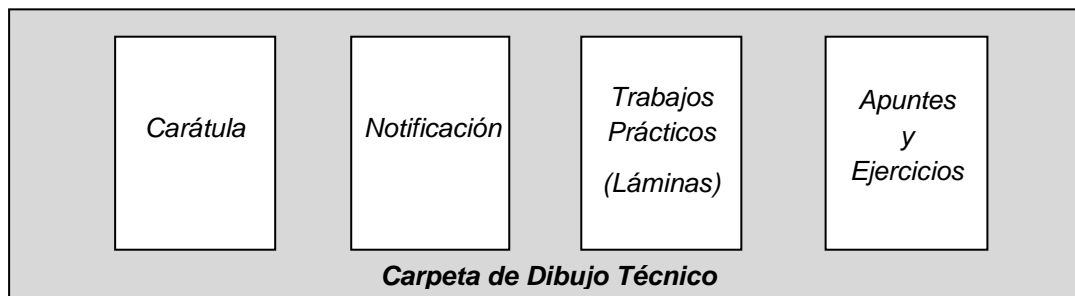 Carátula
Notificación
Trabajos
Prácticos
(Láminas)
Apuntes
y
Ejercicios
Carpeta de Dibujo Técnico